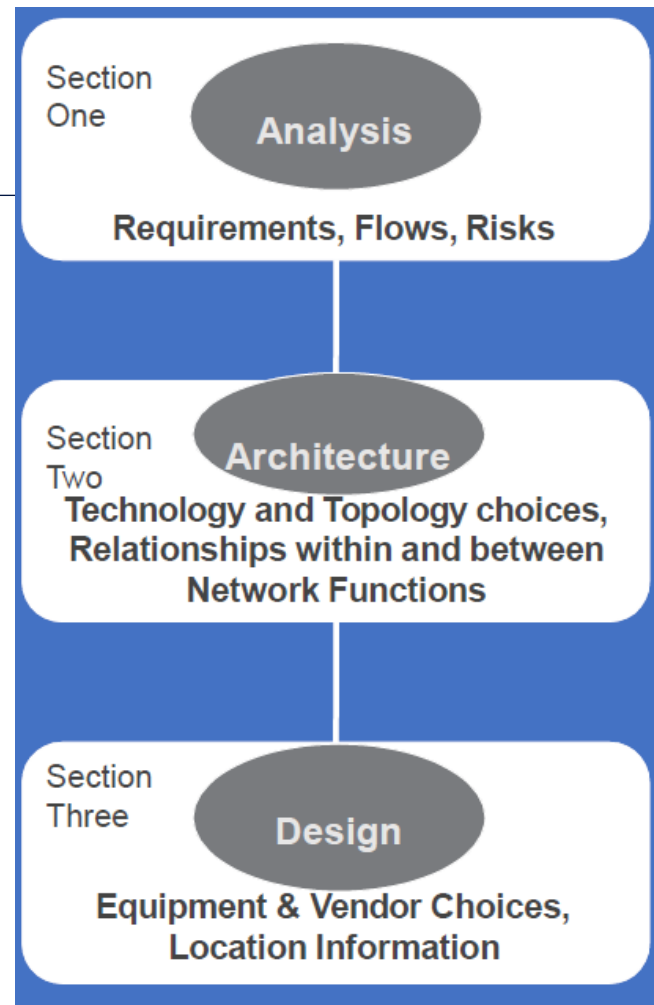 Section
One
Analysis
Requirements, Flows, Risks
Section
Two
Architecture
Technology and Topology choices,
Relationships within and between
Network Functions
Section
Three
Design
Equipment & Vendor Choices,
Location Information